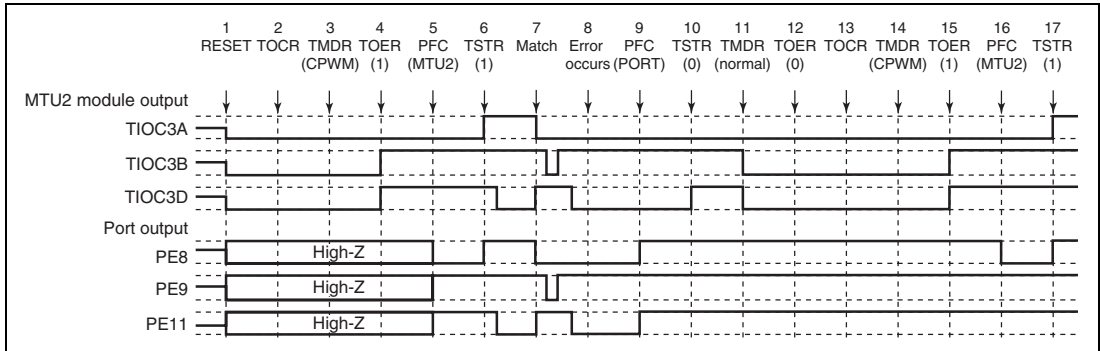 1 2 3 4 5 6 7 8 9 10 11 12 13 14 15 16 17
RESET TOCR TMDR TOER PFC TSTR Match Error PFC TSTR TMDR TOER TOCR TMDR TOER PFC TSTR
(CPWM) (1) (MTU2) (1) occurs (PORT) (0) (normal) (0) (CPWM) (1) (MTU2) (1)
MTU2 module output
TIOC3A
TIOC3B
TIOC3D
Port output
PE8 High-Z
PE9 High-Z
PE11 High-Z